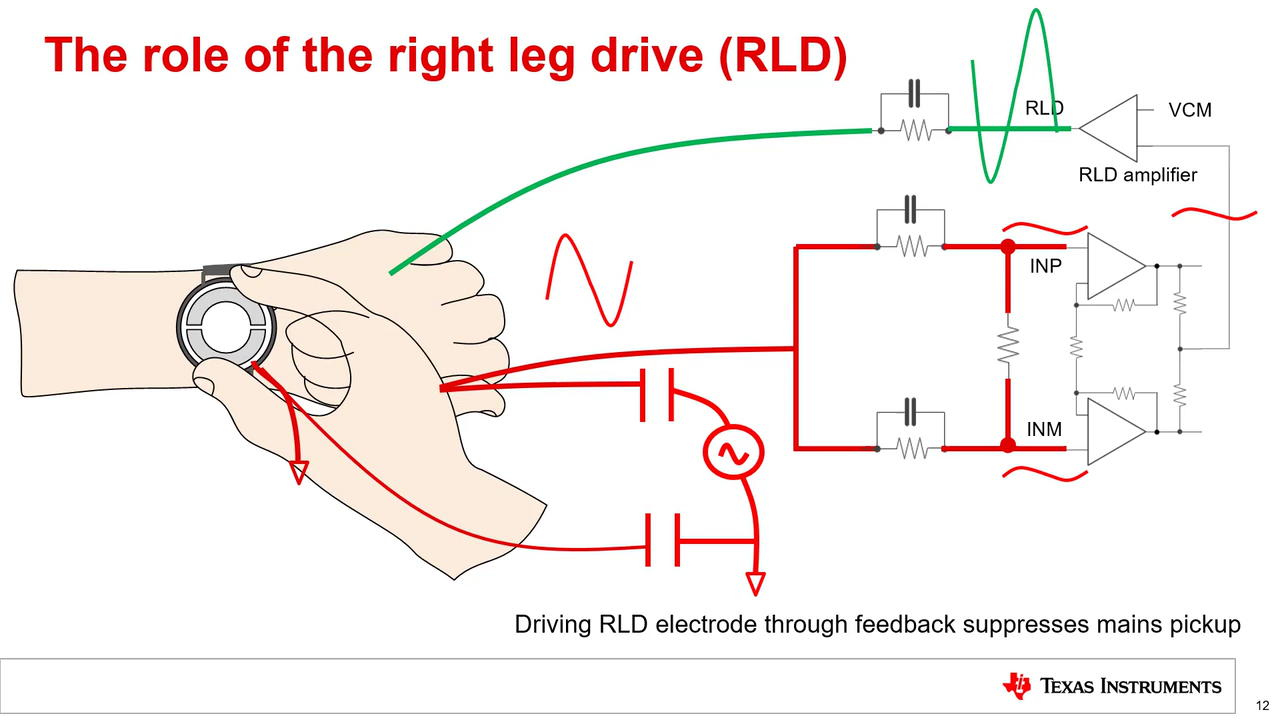 The role of the right leg drive (RLD)
RLD
VCM
RLD amplifier
INP
INM
Driving RLD electrode through feedback suppresses mains pickup
TEXAS INSTRUMENTS
12